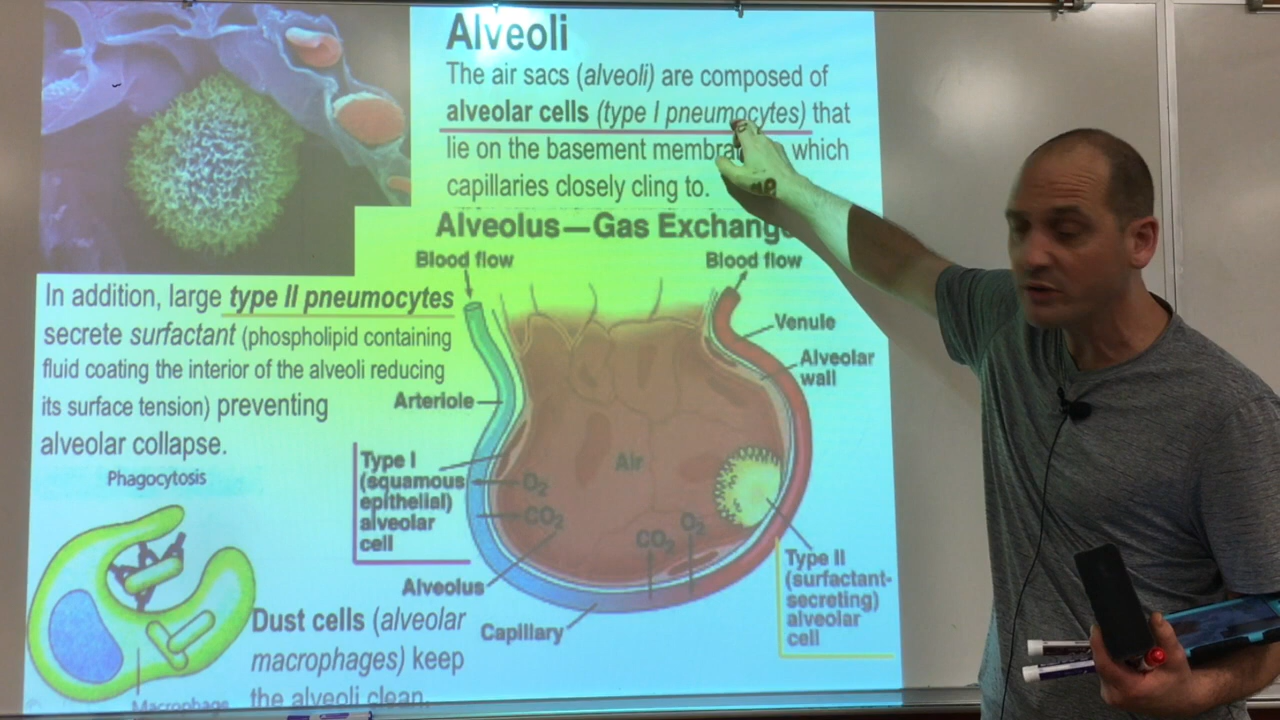 Alveoli
The air sacs (alveoli) are composed of
alveolar cells (type I pneumocytes) that
lie on the basement which
capillaries closely cling to.
Alveolus—Gas
Blood flow
Blood flow
In addition, large type II pneumocytes
secrete surfactant (phospholipid containing
fluid coating the interior of the alveoli reducing
its surface tension) preventing
alveolar collapse.
Venule
Alveolar
wall
Arteriole
Air
Type I
(squamous
epithelial)
alveolar
cell
O2
CO2
CO2
O2
Type II
(surfactant-
secreting)
alveolar
cell
Alveolus
Capillary
Phagocytosis
Dust cells (alveolar
macrophages) keep
the alveoli clean.
Macrophage